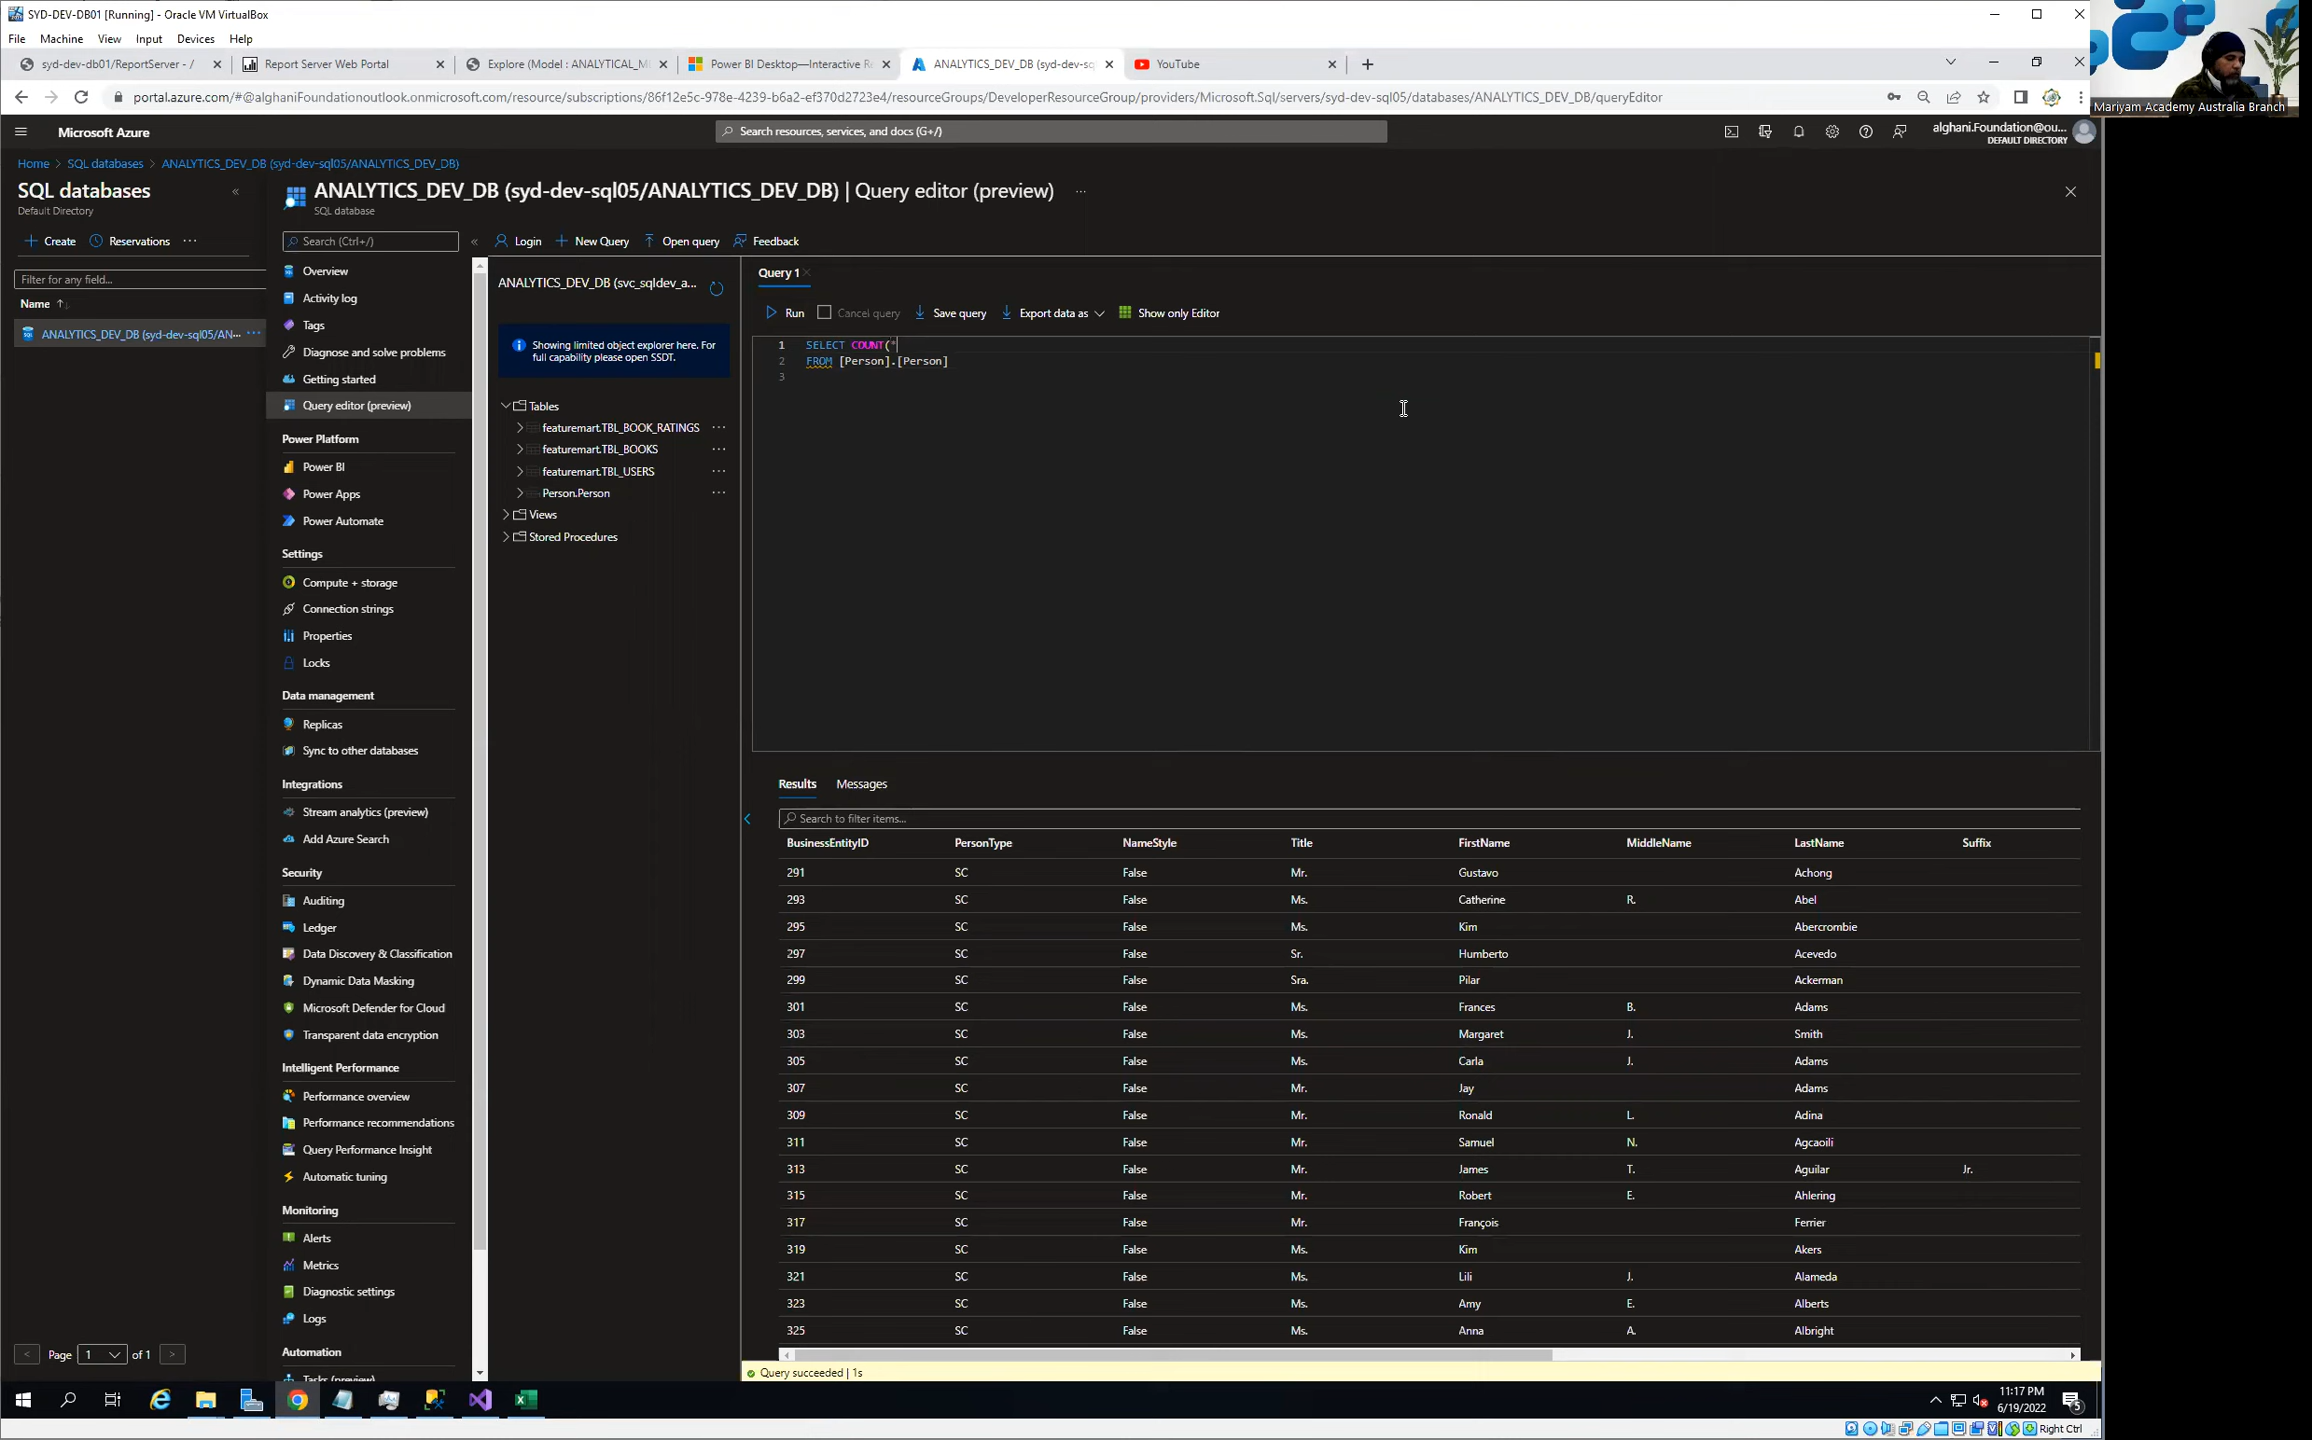 SYD-DEV-DB01 [Running] - Oracle VM VirtualBox
File Machine View Input Devices Help
syd-dev-db01/ReportServer - /
Report Server Web Portal
Explore (Model : ANALYTICAL_M
Power BI Desktop—Interactive Re
ANALYTICS_DEV_DB (syd-dev-sq
YouTube
portal.azure.com/#@alghaniFoundationoutlook.onmicrosoft.com/resource/subscriptions/86f12e5c-978e-4239-b6a2-ef370d2723e4/resourceGroups/DeveloperResourceGroup/providers/Microsoft.Sql/servers/syd-dev-sql05/databases/ANALYTICS_DEV_DB/queryEditor
Mariyam Academy Australia Branch
Microsoft Azure
Search resources, services, and docs (G+/)
alghani.Foundation@ou...
DEFAULT DIRECTORY
Home > SQL databases > ANALYTICS_DEV_DB (syd-dev-sql05/ANALYTICS_DEV_DB)
SQL databases
Default Directory
ANALYTICS_DEV_DB (syd-dev-sql05/ANALYTICS_DEV_DB) | Query editor (preview) ...
SQL database
+ Create Reservations ...
Filter for any field...
Name ↑
ANALYTICS_DEV_DB (syd-dev-sql05/AN... ...
Page 1 of 1
Search (Ctrl+/)
Overview
Activity log
Tags
Diagnose and solve problems
Getting started
Query editor (preview)
Power Platform
Power BI
Power Apps
Power Automate
Settings
Compute + storage
Connection strings
Properties
Locks
Data management
Replicas
Sync to other databases
Integrations
Stream analytics (preview)
Add Azure Search
Security
Auditing
Ledger
Data Discovery & Classification
Dynamic Data Masking
Microsoft Defender for Cloud
Transparent data encryption
Intelligent Performance
Performance overview
Performance recommendations
Query Performance Insight
Automatic tuning
Monitoring
Alerts
Metrics
Diagnostic settings
Logs
Automation
Tasks (preview)
Login + New Query Open query Feedback
ANALYTICS_DEV_DB (svc_sqldev_a...
Showing limited object explorer here. For
full capability please open SSDT.
Tables
featuremart.TBL_BOOK_RATINGS ...
featuremart.TBL_BOOKS ...
featuremart.TBL_USERS ...
Person.Person ...
Views
Stored Procedures
Query 1
Run Cancel query Save query Export data as Show only Editor
1 SELECT COUNT(*
2 FROM [Person].[Person]
3
Results Messages
Search to filter items...
BusinessEntityID PersonType NameStyle Title FirstName MiddleName LastName Suffix
291 SC False Mr. Gustavo Achong
293 SC False Ms. Catherine R. Abel
295 SC False Ms. Kim Abercrombie
297 SC False Sr. Humberto Acevedo
299 SC False Sra. Pilar Ackerman
301 SC False Ms. Frances B. Adams
303 SC False Ms. Margaret J. Smith
305 SC False Ms. Carla J. Adams
307 SC False Mr. Jay Adams
309 SC False Mr. Ronald L. Adina
311 SC False Mr. Samuel N. Agcaoili
313 SC False Mr. James T. Aguilar Jr.
315 SC False Mr. Robert E. Ahlering
317 SC False Mr. François Ferrier
319 SC False Ms. Kim Akers
321 SC False Ms. Lili J. Alameda
323 SC False Ms. Amy E. Alberts
325 SC False Ms. Anna A. Albright
Query succeeded | 1s
11:17 PM
6/19/2022
5
Right Ctrl